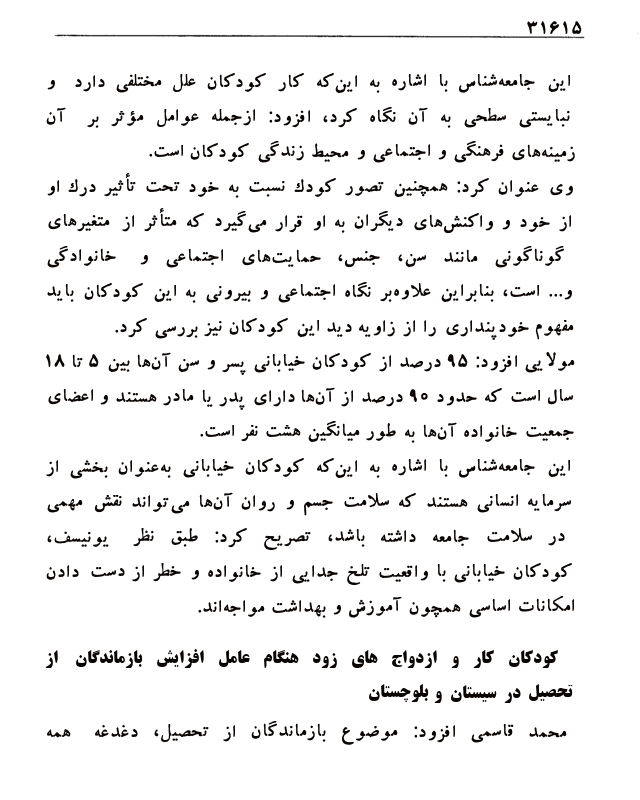 ۳۱۶۱۵
این جامعه‌شناس با اشاره به این‌که کار کودکان علل مختلفی دارد و
نبایستی سطحی به آن نگاه کرد، افزود: ازجمله عوامل مؤثر بر آن
زمینه‌های فرهنگی و اجتماعی و محیط زندگی کودکان است.
وی عنوان کرد: همچنین تصور کودك نسبت به خود تحت تأثیر درك او
از خود و واکنش‌های دیگران به او قرار می‌گیرد که متأثر از متغیرهای
گوناگونی مانند سن، جنس، حمایت‌های اجتماعی و خانوادگی
و... است، بنابراین علاوه‌بر نگاه اجتماعی و بیرونی به این کودکان باید
مفهوم خودپنداری را از زاویه دید این کودکان نیز بررسی کرد.
مولایی افزود: ۹۵ درصد از کودکان خیابانی پسر و سن آن‌ها بین ۵ تا ۱۸
سال است که حدود ۹۰ درصد از آن‌ها دارای پدر یا مادر هستند و اعضای
جمعیت خانواده آن‌ها به طور میانگین هشت نفر است.
این جامعه‌شناس با اشاره به این‌که کودکان خیابانی به‌عنوان بخشی از
سرمایه انسانی هستند که سلامت جسم و روان آن‌ها می‌تواند نقش مهمی
در سلامت جامعه داشته باشد، تصریح کرد: طبق نظر یونیسف،
کودکان خیابانی با واقعیت تلخ جدایی از خانواده و خطر از دست دادن
امکانات اساسی همچون آموزش و بهداشت مواجه‌اند.
کودکان کار و ازدواج های زود هنگام عامل افزایش بازماندگان از
تحصیل در سیستان و بلوچستان
محمد قاسمی افزود: موضوع بازماندگان از تحصیل، دغدغه همه